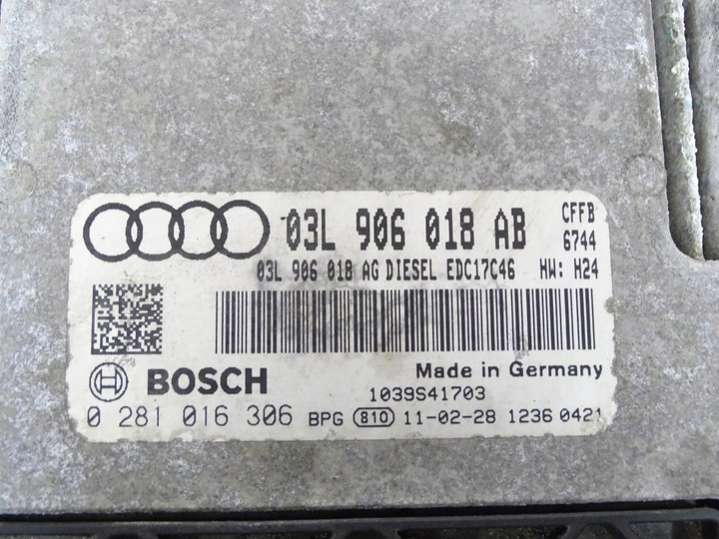 03L 906 018 AB CFFB 6744
03L 906 018 AG DIESEL EDC17C46 HW: H24
BOSCH Made in Germany
1039S41703
0 281 016 306 BPG 810 11-02-28 1236 0421